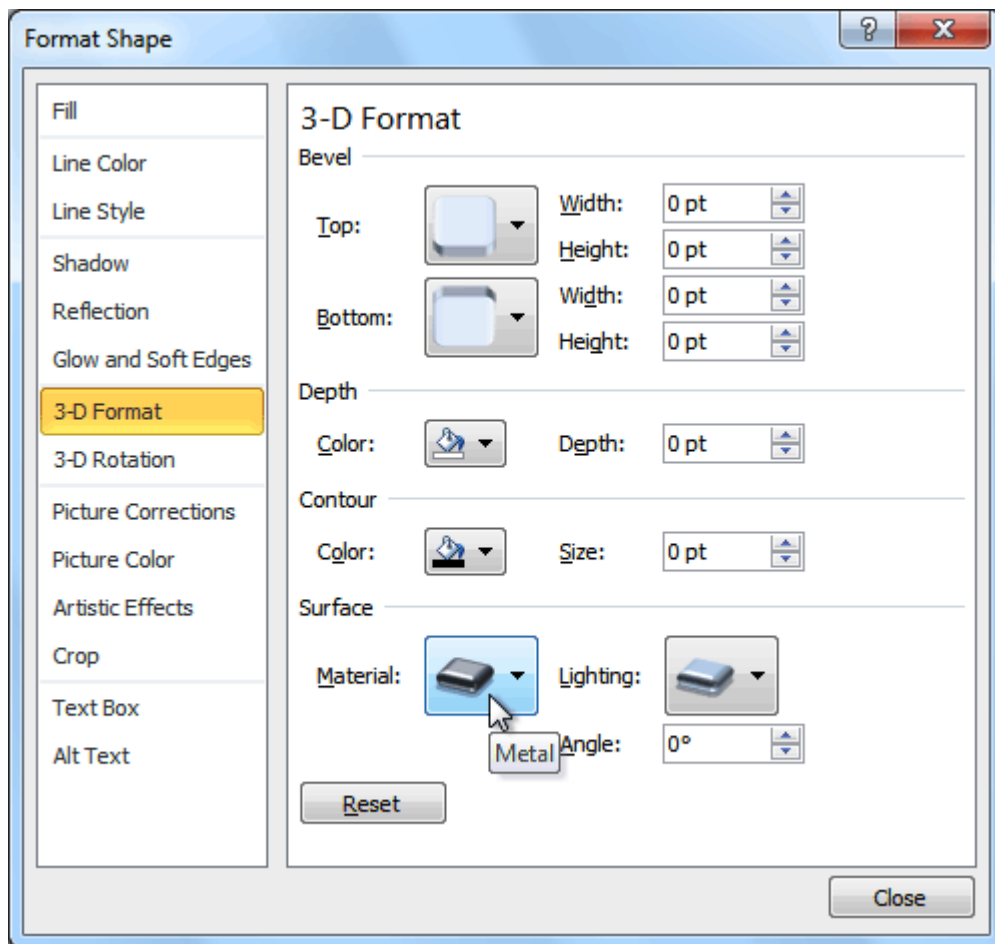 Format Shape
Fill
Line Color
Line Style
Shadow
Reflection
Glow and Soft Edges
3-D Format
3-D Rotation
Picture Corrections
Picture Color
Artistic Effects
Crop
Text Box
Alt Text
3-D Format
Bevel
Top:
Width: 0 pt
Height: 0 pt
Bottom:
Width: 0 pt
Height: 0 pt
Depth
Color: Depth: 0 pt
Contour
Color: Size: 0 pt
Surface
Material: Lighting:
Metal Angle: 0°
Reset
Close